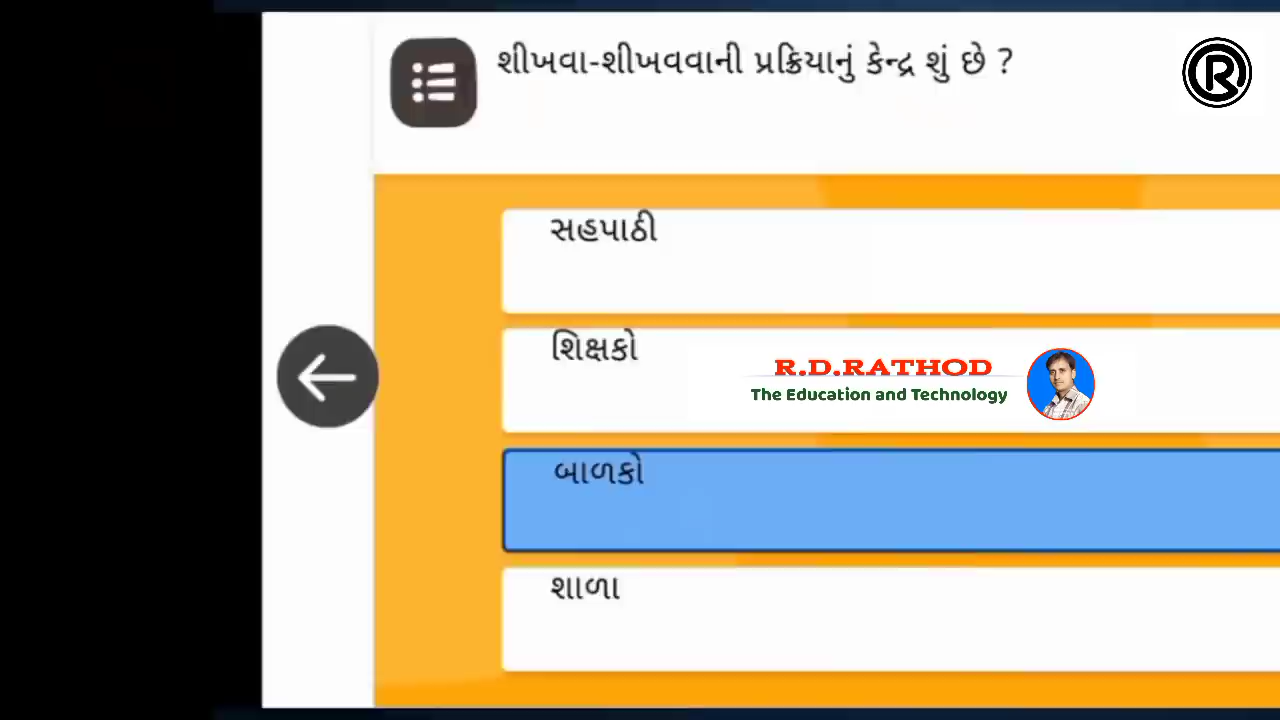 શીખવા-શીખવવાની પ્રક્રિયાનું કેન્દ્ર શું છે ?
સહપાઠી
શિક્ષકો
R.D.RATHOD
The Education and Technology
બાળકો
શાળા